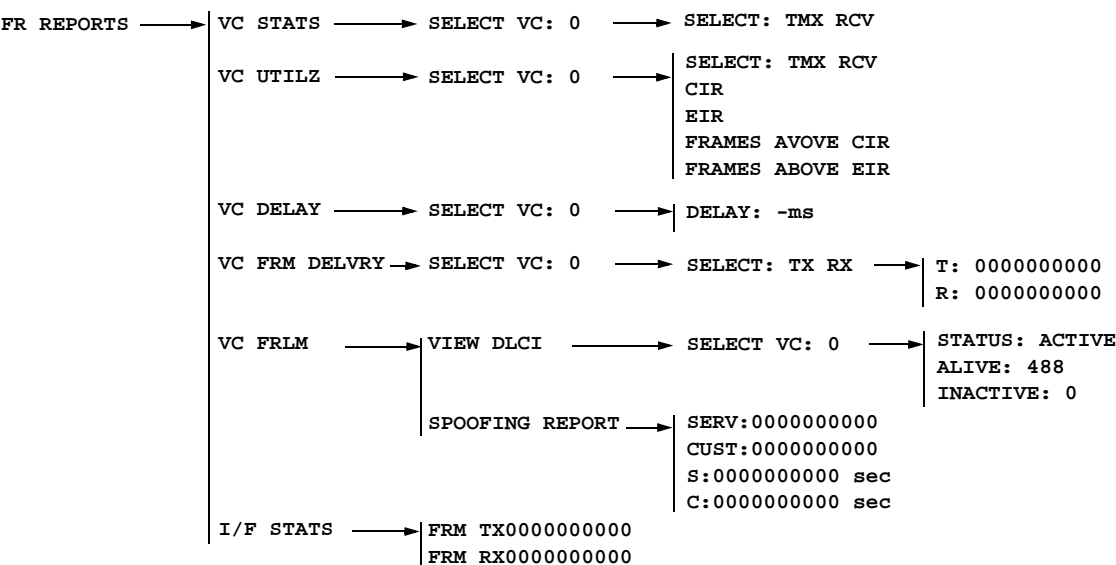 FR REPORTS VC STATS SELECT VC: 0 SELECT: TMX RCV
VC UTILZ SELECT VC: 0 SELECT: TMX RCV
CIR
EIR
FRAMES AVOVE CIR
FRAMES ABOVE EIR
VC DELAY SELECT VC: 0 DELAY: -ms
VC FRM DELVRY SELECT VC: 0 SELECT: TX RX T: 0000000000
R: 0000000000
VC FRLM VIEW DLCI SELECT VC: 0 STATUS: ACTIVE
ALIVE: 488
INACTIVE: 0
SPOOFING REPORT SERV:0000000000
CUST:0000000000
S:0000000000 sec
C:0000000000 sec
I/F STATS FRM TX0000000000
FRM RX0000000000